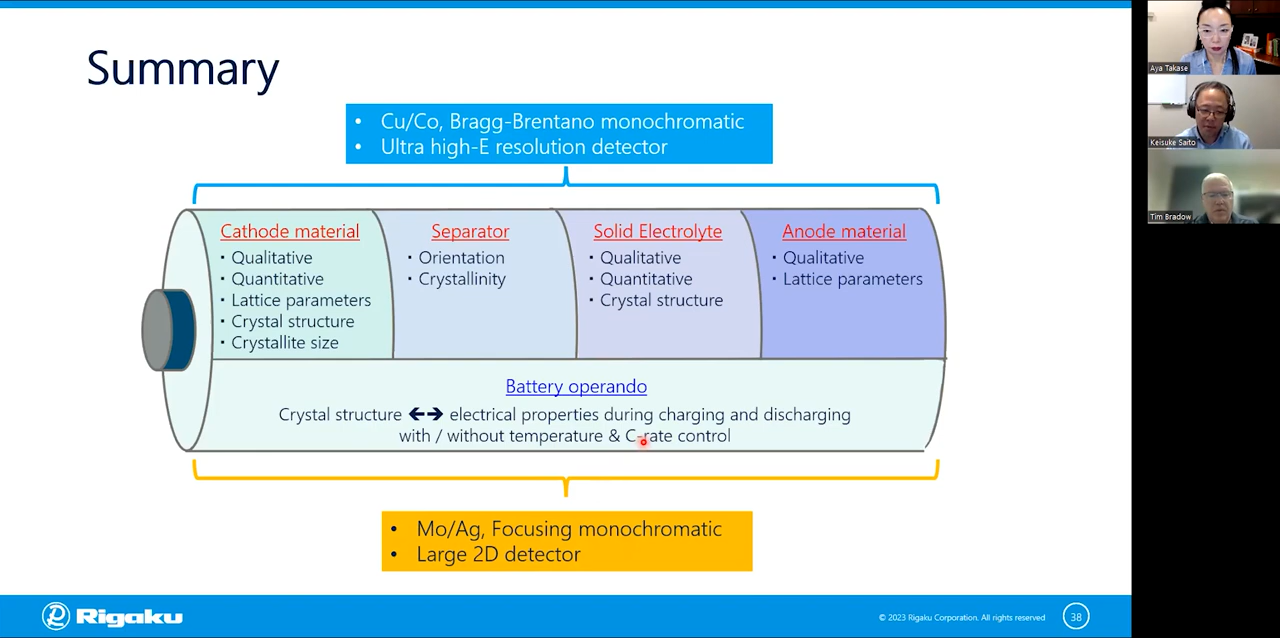 Summary
• Cu/Co, Bragg-Brentano monochromatic
• Ultra high-E resolution detector
Cathode material
・Qualitative
・Quantitative
・Lattice parameters
・Crystal structure
・Crystallite size
Separator
・Orientation
・Crystallinity
Solid Electrolyte
・Qualitative
・Quantitative
・Crystal structure
Anode material
・Qualitative
・Lattice parameters
Battery operando
Crystal structure ←→ electrical properties during charging and discharging
with / without temperature & C-rate control
• Mo/Ag, Focusing monochromatic
• Large 2D detector
Rigaku
© 2023 Rigaku Corporation. All rights reserved
38
Aya Takase
Keisuke Saito
Tim Bradow